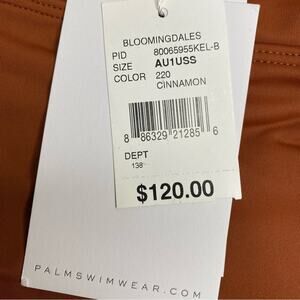 BLOOMINGDALES
PID 80065955KEL-B
SIZE AU1USS
COLOR 220
CINNAMON
8 86329 21285 6
DEPT
138
$120.00
PALMSWIMWEAR.COM